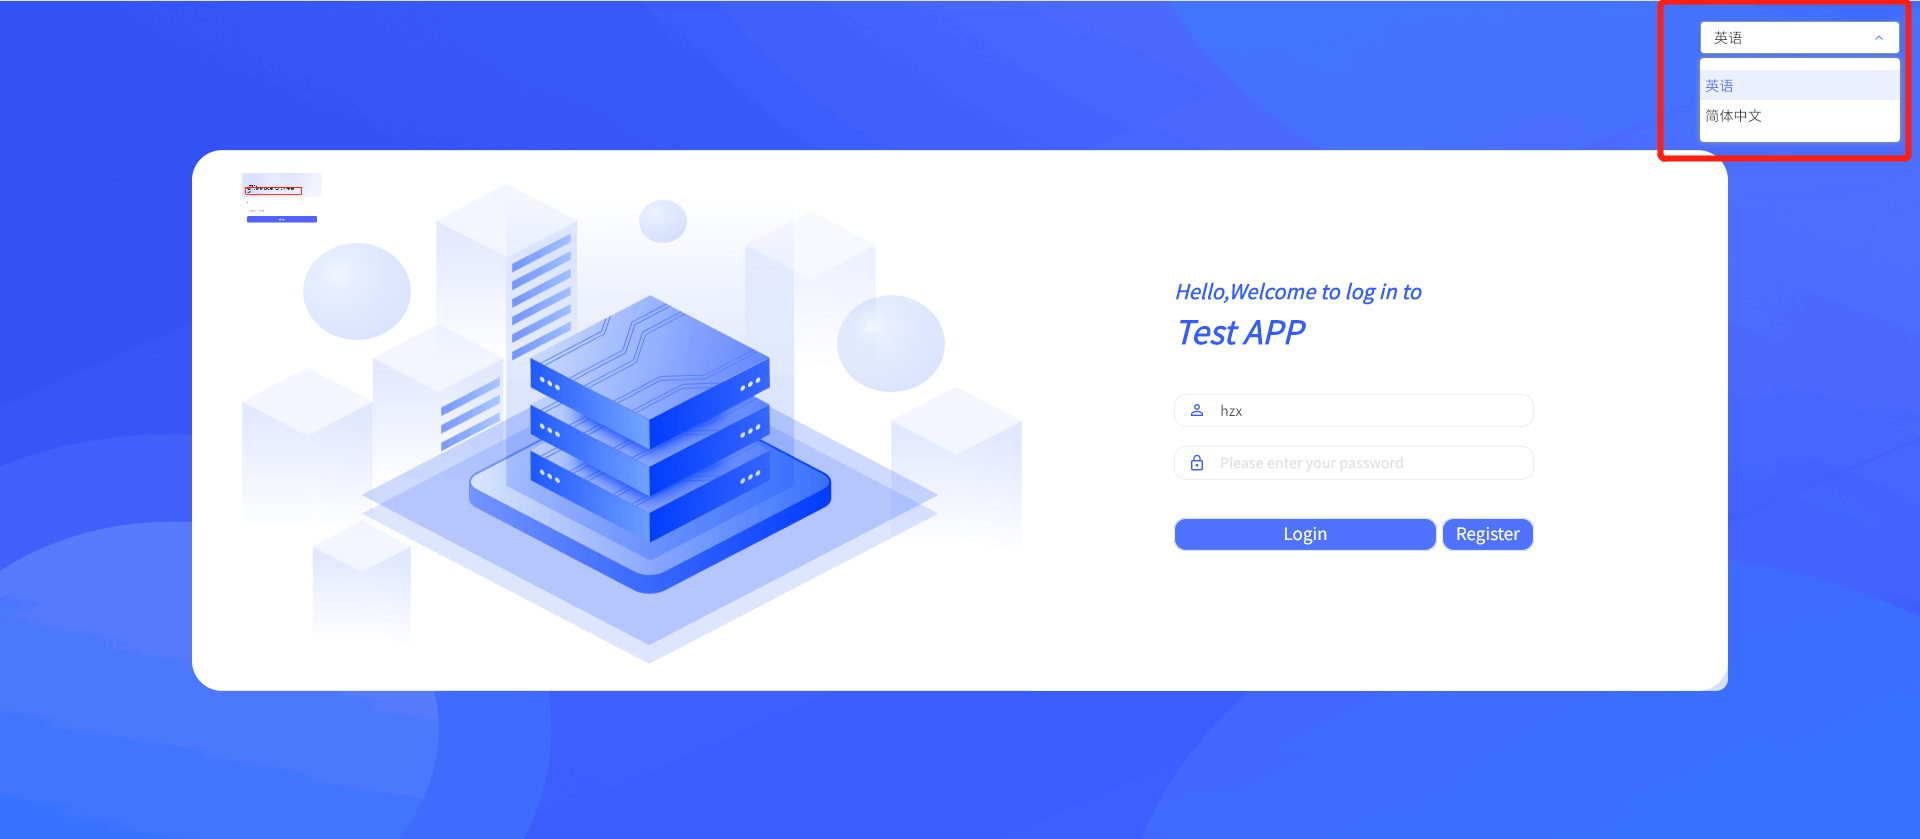 英语
英语
简体中文
Hello,Welcome to log in to
Test APP
hzx
Please enter your password
Login Register